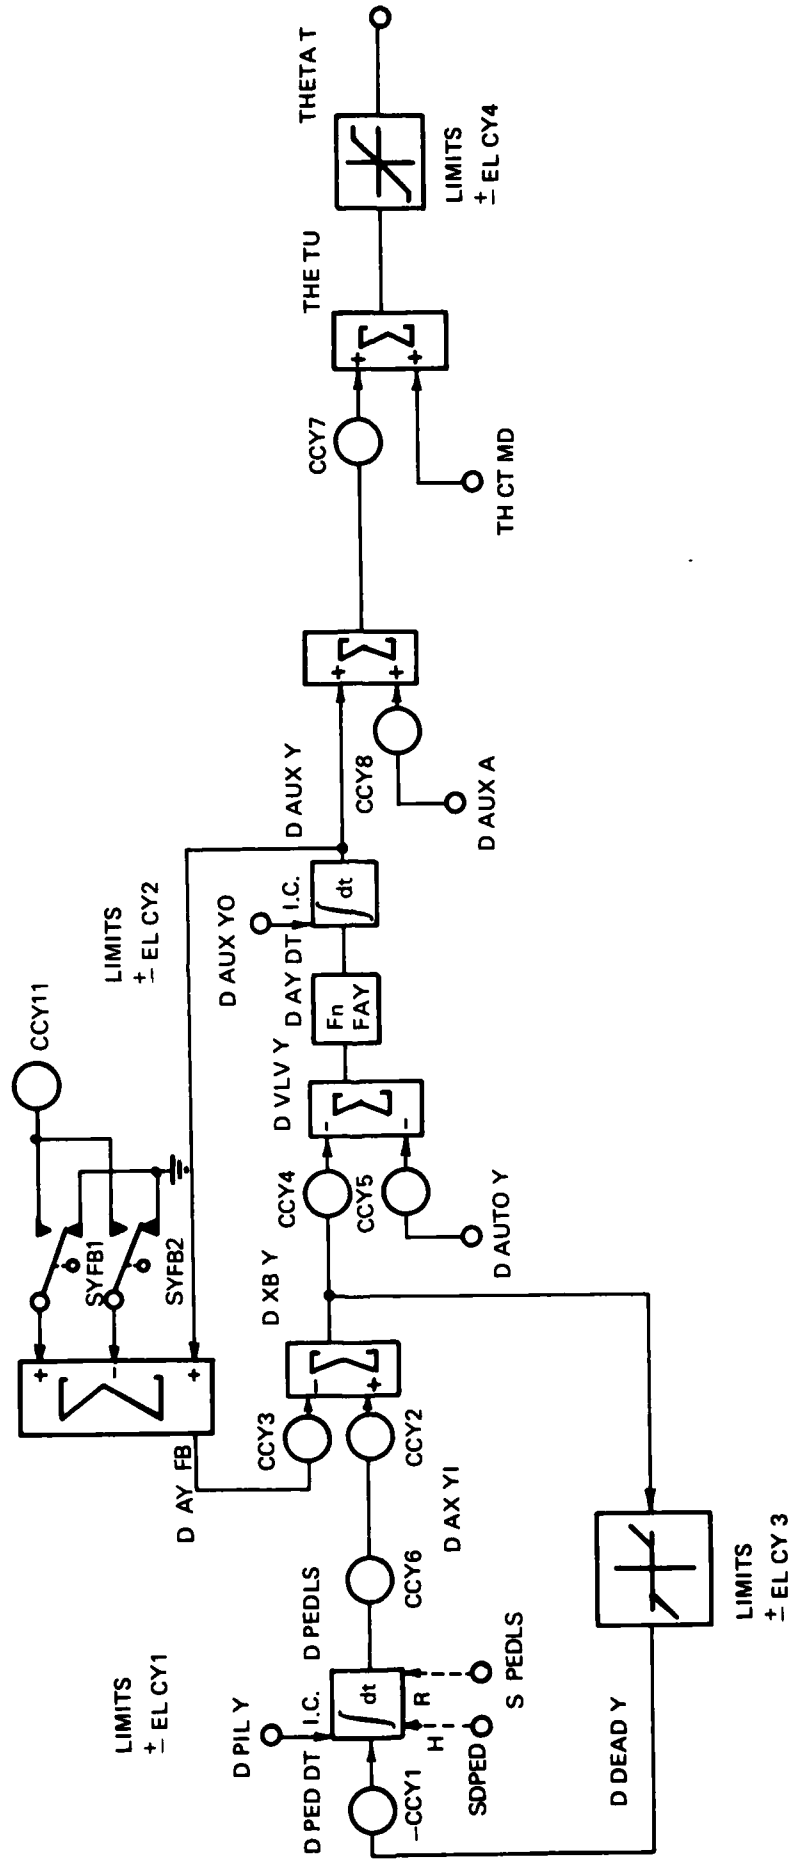 LIMITS
± EL CY1
D PIL Y
I.C.
D PED DT
∫ dt
–CCY1
H
R
SDPED
S PEDLS
D PEDLS
CCY6
D AX YI
D DEAD Y
LIMITS
± EL CY 3
D AY FB
CCY3
CCY2
–
+
Σ
D XB Y
+
–
+
Σ
SYFB1
SYFB2
CCY11
LIMITS
± EL CY2
CCY4
CCY5
D AUTO Y
–
–
Σ
D VLV Y
Fn
FAY
D AY DT
D AUX YO
I.C.
∫ dt
D AUX Y
CCY8
D AUX A
+
+
Σ
CCY7
TH CT MD
+
+
Σ
THE TU
LIMITS
± EL CY4
THETA T